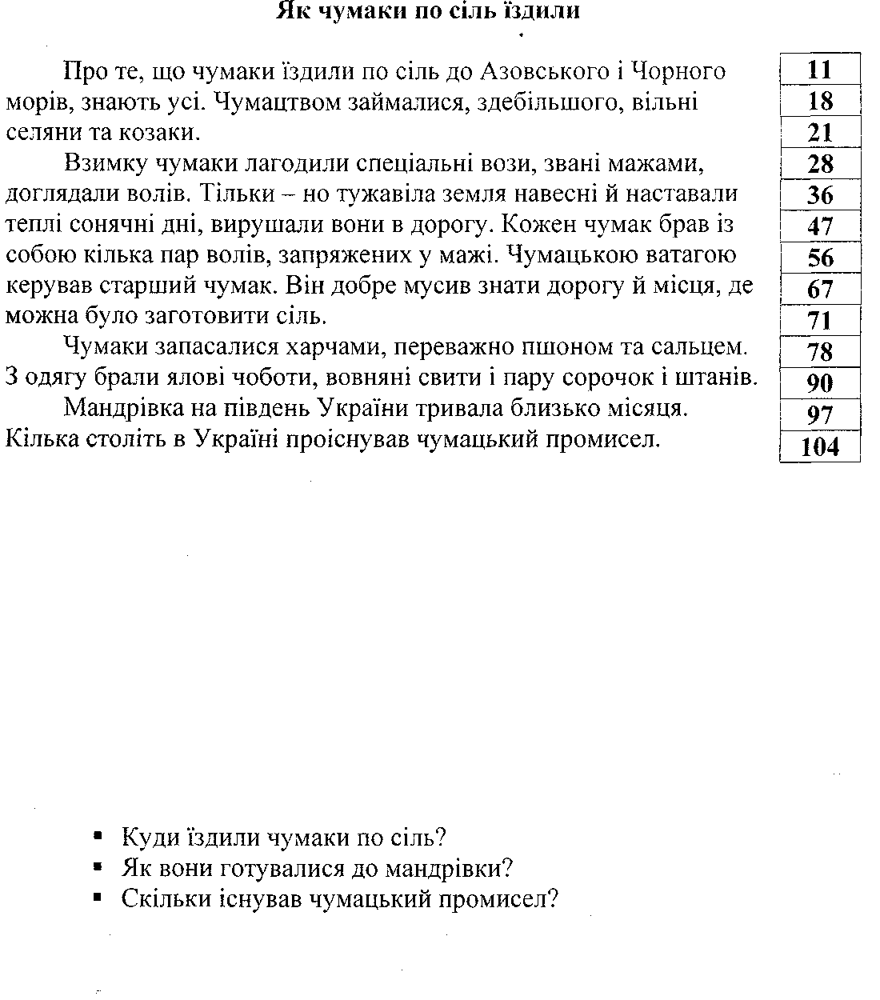 Як чумаки по сіль їздили
Про те, що чумаки їздили по сіль до Азовського і Чорного 11
морів, знають усі. Чумацтвом займалися, здебільшого, вільні 18
селяни та козаки. 21
Взимку чумаки лагодили спеціальні вози, звані мажами, 28
доглядали волів. Тільки – но тужавіла земля навесні й наставали 36
теплі сонячні дні, вирушали вони в дорогу. Кожен чумак брав із 47
собою кілька пар волів, запряжених у мажі. Чумацькою ватагою 56
керував старший чумак. Він добре мусив знати дорогу й місця, де 67
можна було заготовити сіль. 71
Чумаки запасалися харчами, переважно пшоном та сальцем. 78
З одягу брали ялові чоботи, вовняні свити і пару сорочок і штанів. 90
Мандрівка на південь України тривала близько місяця. 97
Кілька століть в Україні проіснував чумацький промисел. 104
▪ Куди їздили чумаки по сіль?
▪ Як вони готувалися до мандрівки?
▪ Скільки існував чумацький промисел?